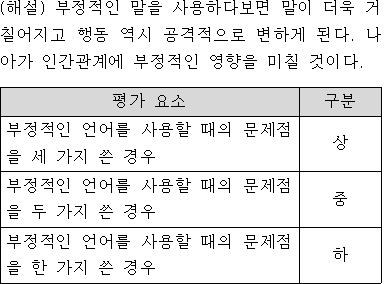 (해설) 부정적인 말을 사용하다보면 말이 더욱 거
칠어지고 행동 역시 공격적으로 변하게 된다. 나
아가 인간관계에 부정적인 영향을 미칠 것이다.
평가 요소 구분
부정적인 언어를 사용할 때의 문제점
을 세 가지 쓴 경우
상
부정적인 언어를 사용할 때의 문제점
을 두 가지 쓴 경우
중
부정적인 언어를 사용할 때의 문제점
을 한 가지 쓴 경우
하